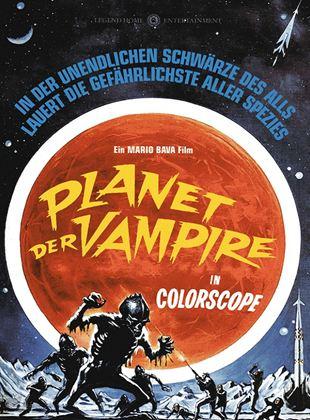 LEGEND HOME ENTERTAINMENT
IN DER UNENDLICHEN SCHWÄRZE DES ALLS
LAUERT DIE GEFÄHRLICHSTE ALLER SPEZIES
Ein MARIO BAVA Film
PLANET
DER VAMPIRE
IN
COLORSCOPE